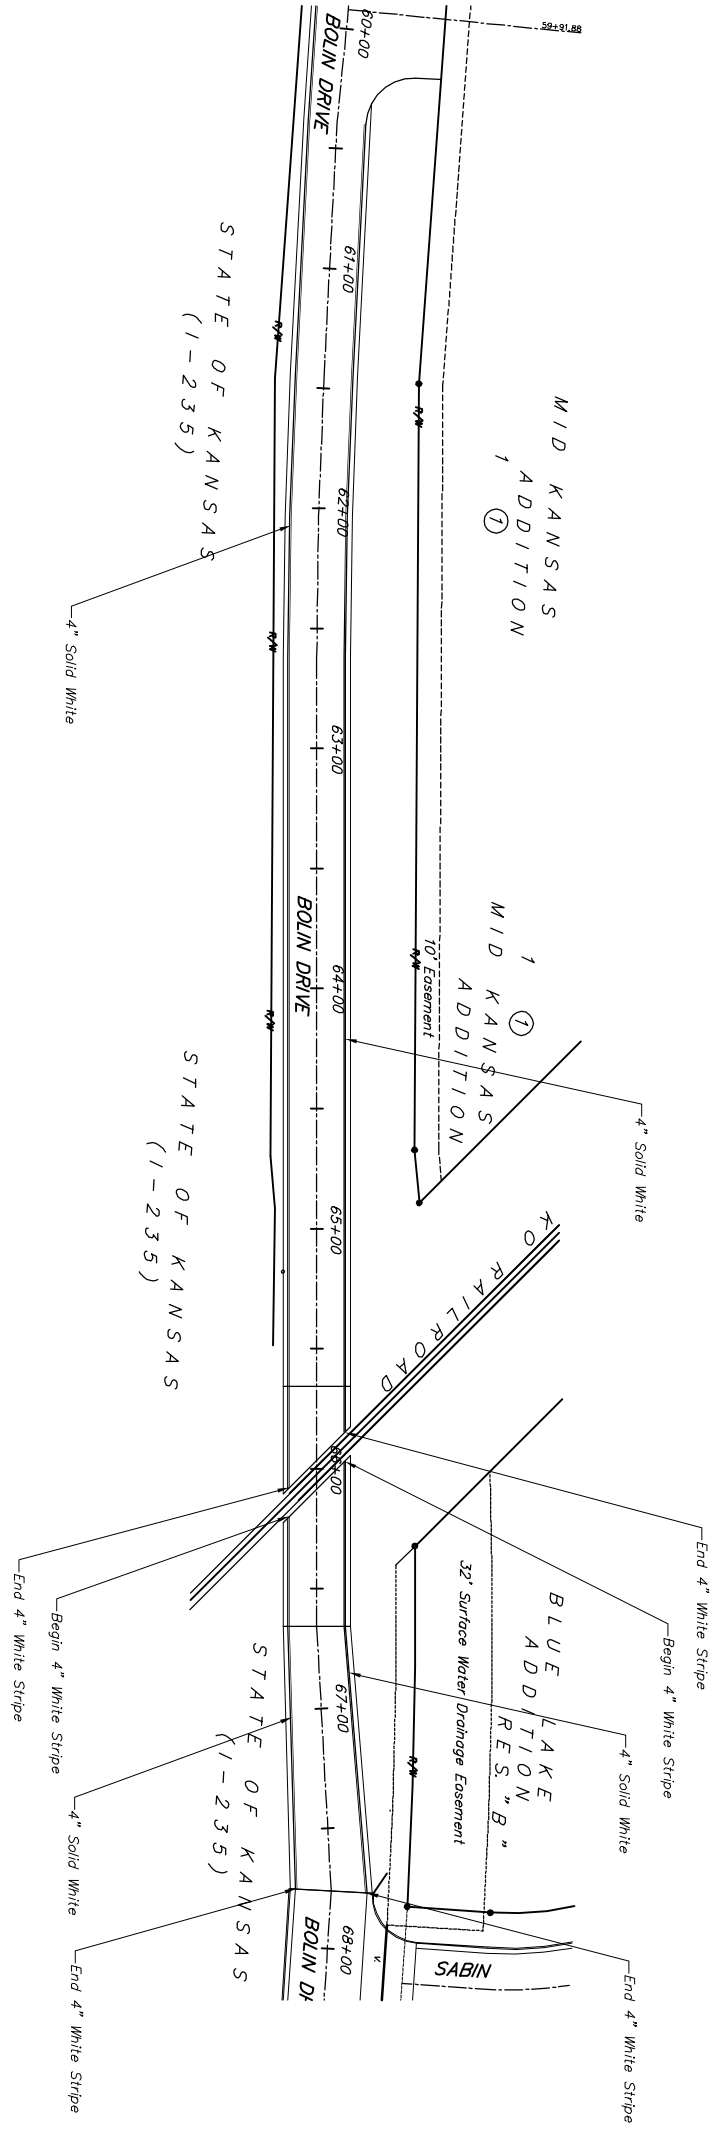 59+91.88
60+00
BOLIN DRIVE
61+00
STATE OF KANSAS
(I-235)
R/W
R/W
MID KANSAS
ADDITION
1
1
62+00
4" Solid White
R/W
63+00
BOLIN DRIVE
64+00
10' Easement
R/W
MID KANSAS
ADDITION
1
1
R/W
4" Solid White
STATE OF KANSAS
(I-235)
65+00
KO RAILROAD
66+00
End 4" White Stripe
Begin 4" White Stripe
End 4" White Stripe
Begin 4" White Stripe
BLUE LAKE
ADDITION
RES. "B"
32' Surface Water Drainage Easement
STATE OF KANSAS
(I-235)
67+00
R/W
4" Solid White
4" Solid White
BOLIN DR
68+00
V.
SABIN
End 4" White Stripe
End 4" White Stripe